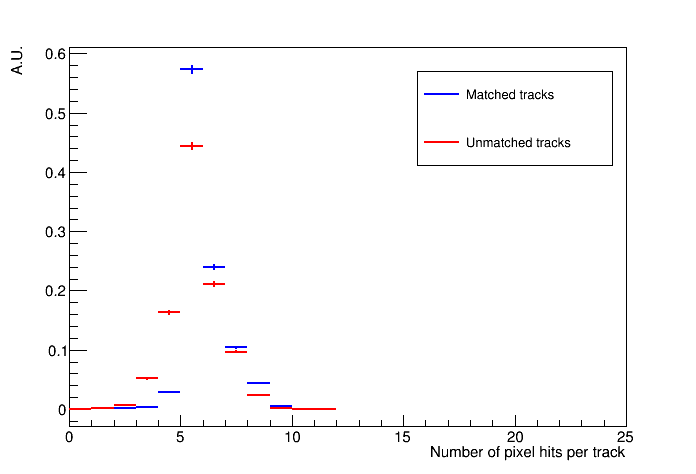 A.U.
0.6
0.5
0.4
0.3
0.2
0.1
0
Matched tracks
Unmatched tracks
0 5 10 15 20 25
Number of pixel hits per track